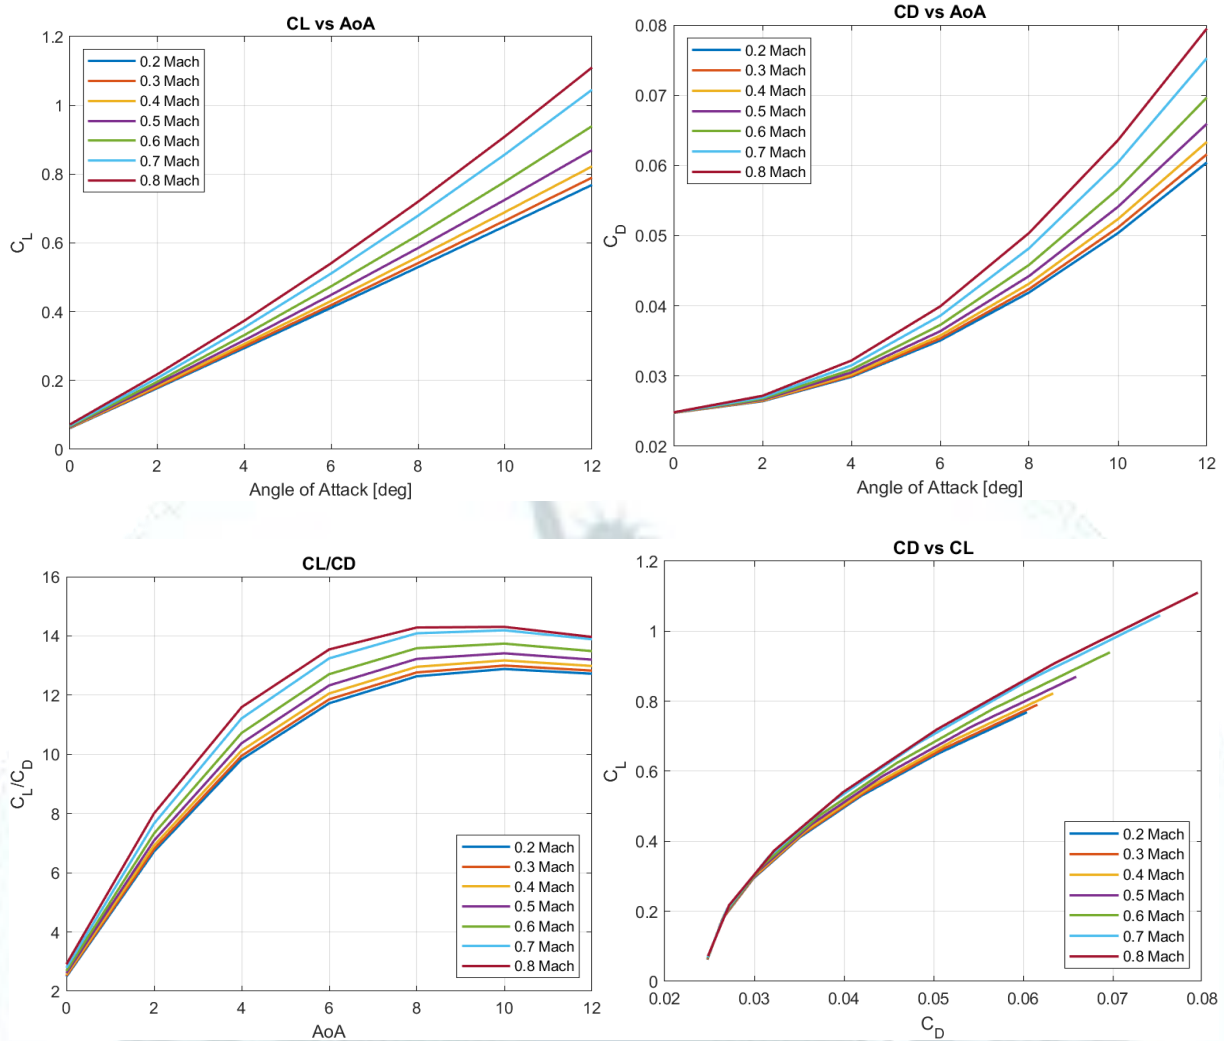 CL vs AoA
1.2
1
0.8
0.6
0.4
0.2
0
C_L
0.2 Mach
0.3 Mach
0.4 Mach
0.5 Mach
0.6 Mach
0.7 Mach
0.8 Mach
0 2 4 6 8 10 12
Angle of Attack [deg]
CD vs AoA
0.08
0.07
0.06
0.05
0.04
0.03
0.02
C_D
0.2 Mach
0.3 Mach
0.4 Mach
0.5 Mach
0.6 Mach
0.7 Mach
0.8 Mach
0 2 4 6 8 10 12
Angle of Attack [deg]
CL/CD
16
14
12
10
8
6
4
2
C_L/C_D
0.2 Mach
0.3 Mach
0.4 Mach
0.5 Mach
0.6 Mach
0.7 Mach
0.8 Mach
0 2 4 6 8 10 12
AoA
CD vs CL
1.2
1
0.8
0.6
0.4
0.2
0
C_L
0.2 Mach
0.3 Mach
0.4 Mach
0.5 Mach
0.6 Mach
0.7 Mach
0.8 Mach
0.02 0.03 0.04 0.05 0.06 0.07 0.08
C_D